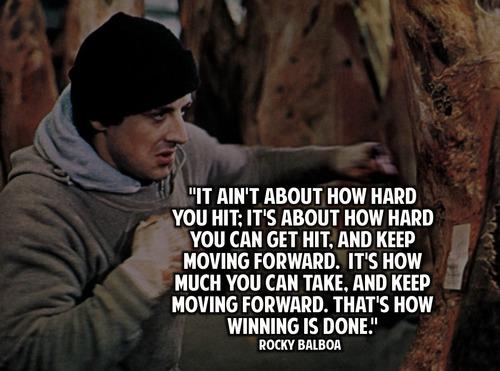 "IT AIN'T ABOUT HOW HARD
YOU HIT; IT'S ABOUT HOW HARD
YOU CAN GET HIT, AND KEEP
MOVING FORWARD. IT'S HOW
MUCH YOU CAN TAKE, AND KEEP
MOVING FORWARD. THAT'S HOW
WINNING IS DONE."
ROCKY BALBOA